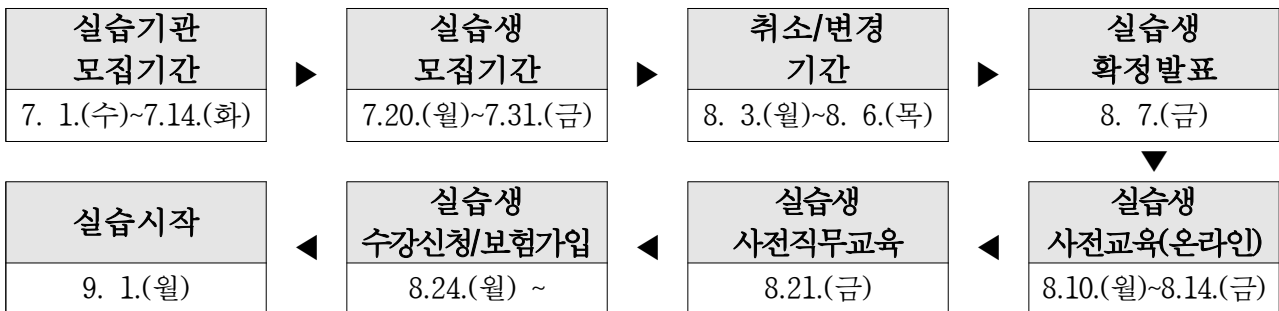 실습기관
모집기간
7. 1.(수)~7.14.(화)
▶
실습생
모집기간
7.20.(월)~7.31.(금)
▶
취소/변경
기간
8. 3.(월)~8. 6.(목)
▶
실습생
확정발표
8. 7.(금)
▼
실습생
사전교육(온라인)
8.10.(월)~8.14.(금)
◀
실습생
사전직무교육
8.21.(금)
◀
실습생
수강신청/보험가입
8.24.(월) ~
◀
실습시작
9. 1.(월)